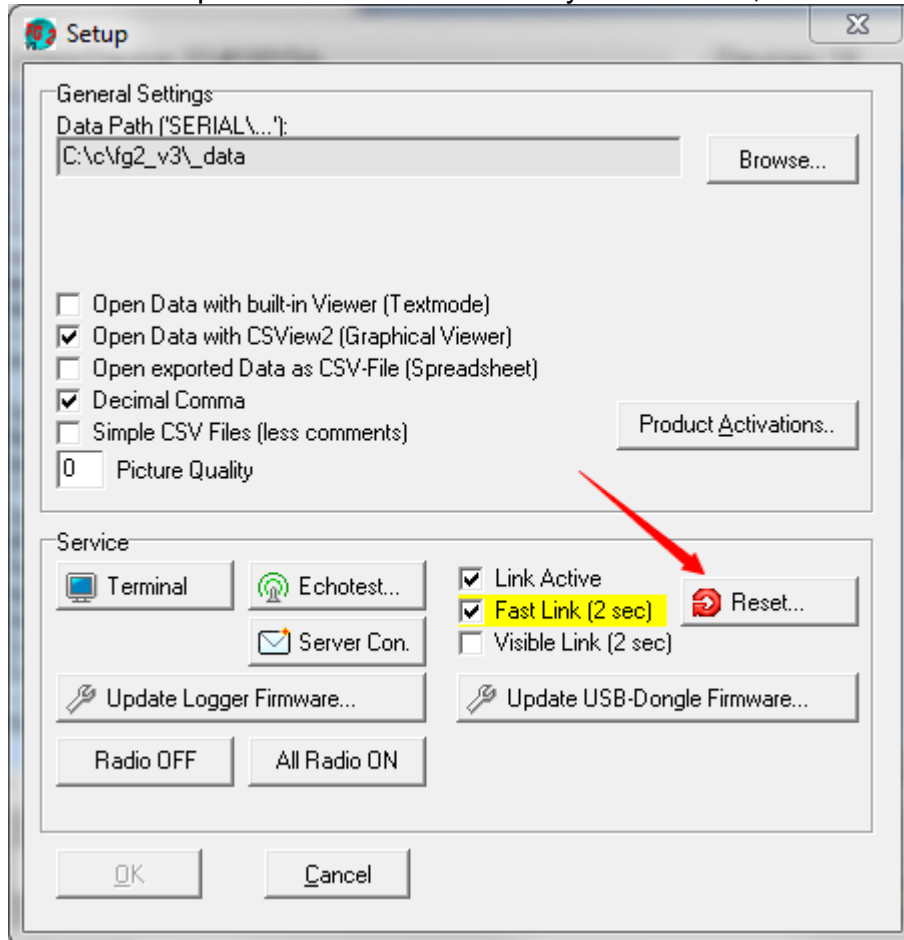 Setup
General Settings
Data Path ('SERIAL\...'):
C:\c\fg2_v3\_data
Browse...
Open Data with built-in Viewer (Textmode)
Open Data with CSView2 (Graphical Viewer)
Open exported Data as CSV-File (Spreadsheet)
Decimal Comma
Simple CSV Files (less comments)
Product Activations..
0 Picture Quality
Service
Terminal
Echotest...
Link Active
Fast Link (2 sec)
Reset...
Server Con.
Visible Link (2 sec)
Update Logger Firmware...
Update USB-Dongle Firmware...
Radio OFF
All Radio ON
OK
Cancel